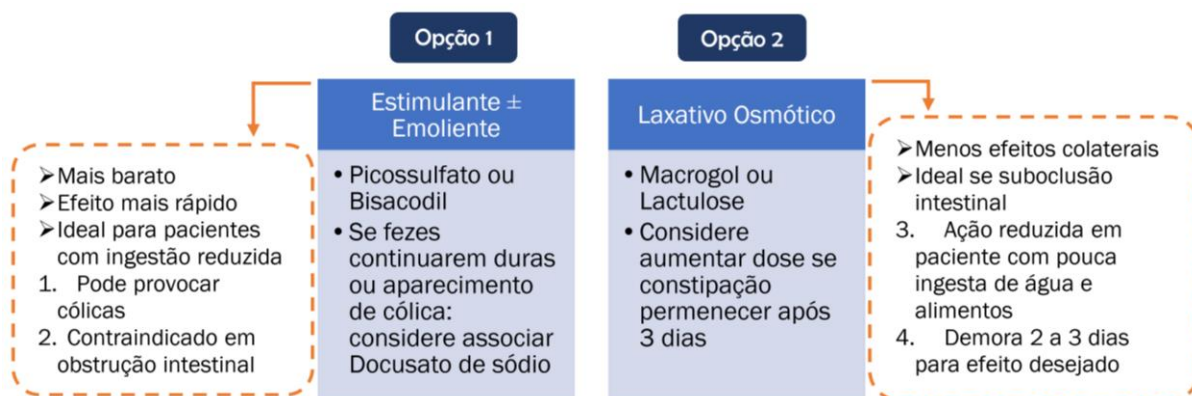 Opção 1
Opção 2
➤Mais barato
➤Efeito mais rápido
➤Ideal para pacientes
com ingestão reduzida
1. Pode provocar
cólicas
2. Contraindicado em
obstrução intestinal
Estimulante ±
Emoliente
• Picossulfato ou
Bisacodil
• Se fezes
continuarem duras
ou aparecimento
de cólica:
considere associar
Docusato de sódio
Laxativo Osmótico
• Macrogol ou
Lactulose
• Considere
aumentar dose se
constipação
permenecer após
3 dias
➤Menos efeitos colaterais
➤Ideal se suboclusão
intestinal
3. Ação reduzida em
paciente com pouca
ingesta de água e
alimentos
4. Demora 2 a 3 dias
para efeito desejado